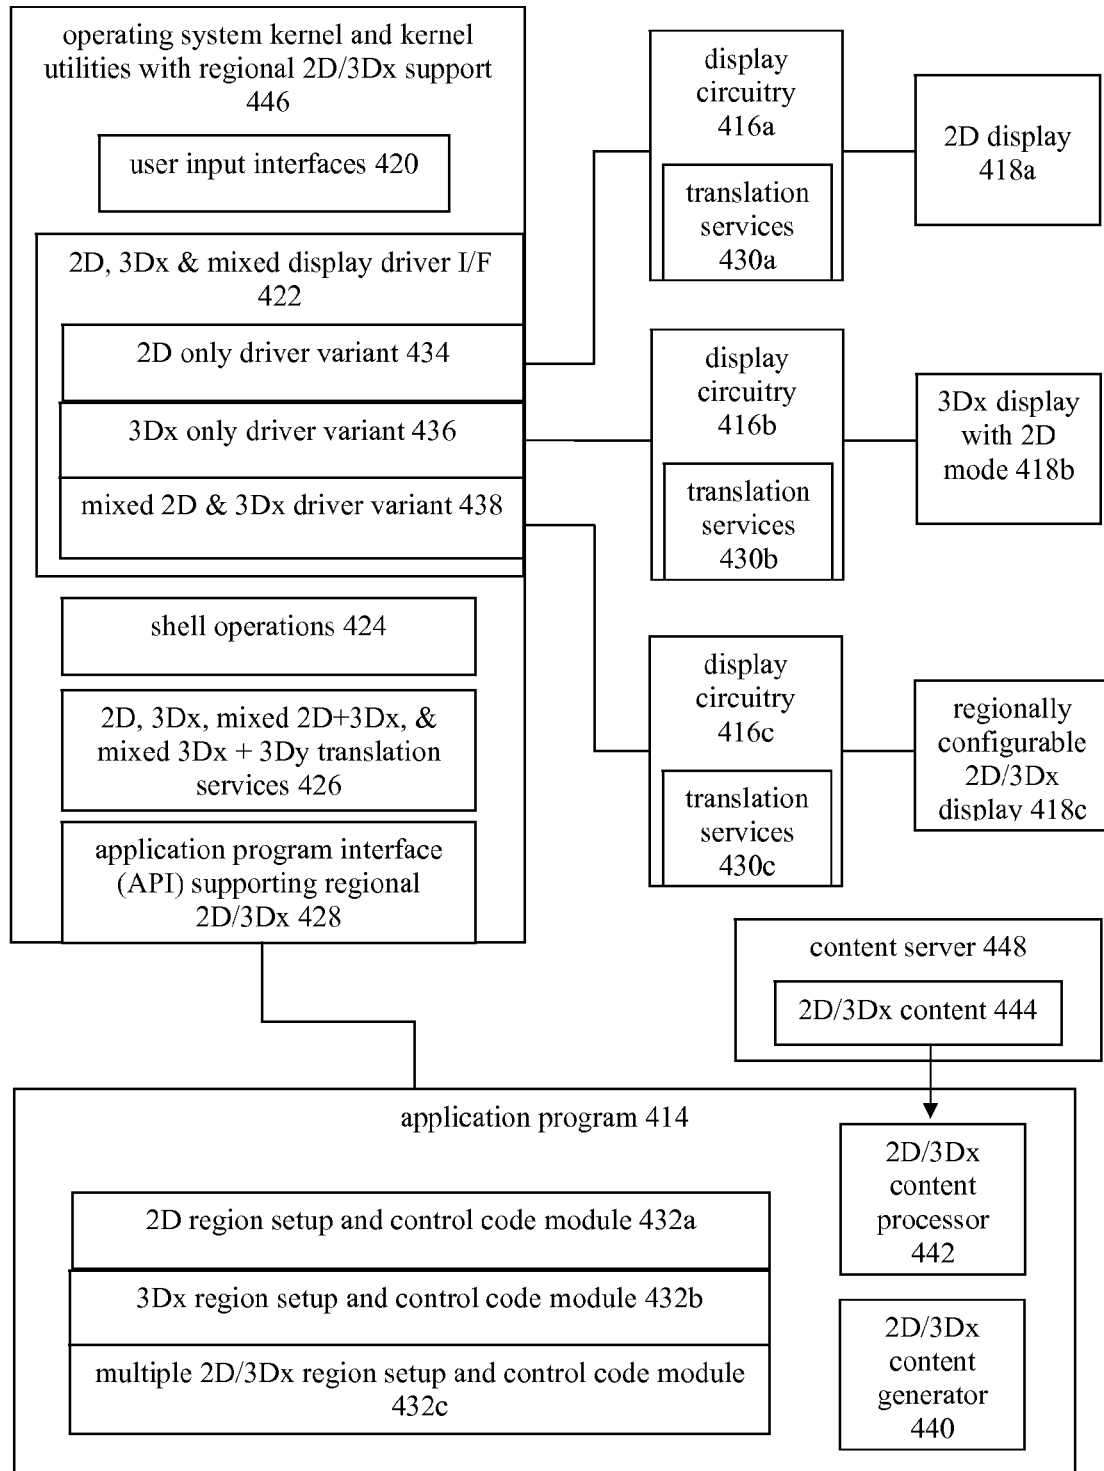 operating system kernel and kernel
utilities with regional 2D/3Dx support
446
user input interfaces 420
2D, 3Dx & mixed display driver I/F
422
2D only driver variant 434
3Dx only driver variant 436
mixed 2D & 3Dx driver variant 438
shell operations 424
2D, 3Dx, mixed 2D+3Dx, &
mixed 3Dx + 3Dy translation
services 426
application program interface
(API) supporting regional
2D/3Dx 428
display
circuitry
416a
translation
services
430a
2D display
418a
display
circuitry
416b
translation
services
430b
3Dx display
with 2D
mode 418b
display
circuitry
416c
translation
services
430c
regionally
configurable
2D/3Dx
display 418c
content server 448
2D/3Dx content 444
application program 414
2D region setup and control code module 432a
3Dx region setup and control code module 432b
multiple 2D/3Dx region setup and control code module
432c
2D/3Dx
content
processor
442
2D/3Dx
content
generator
440